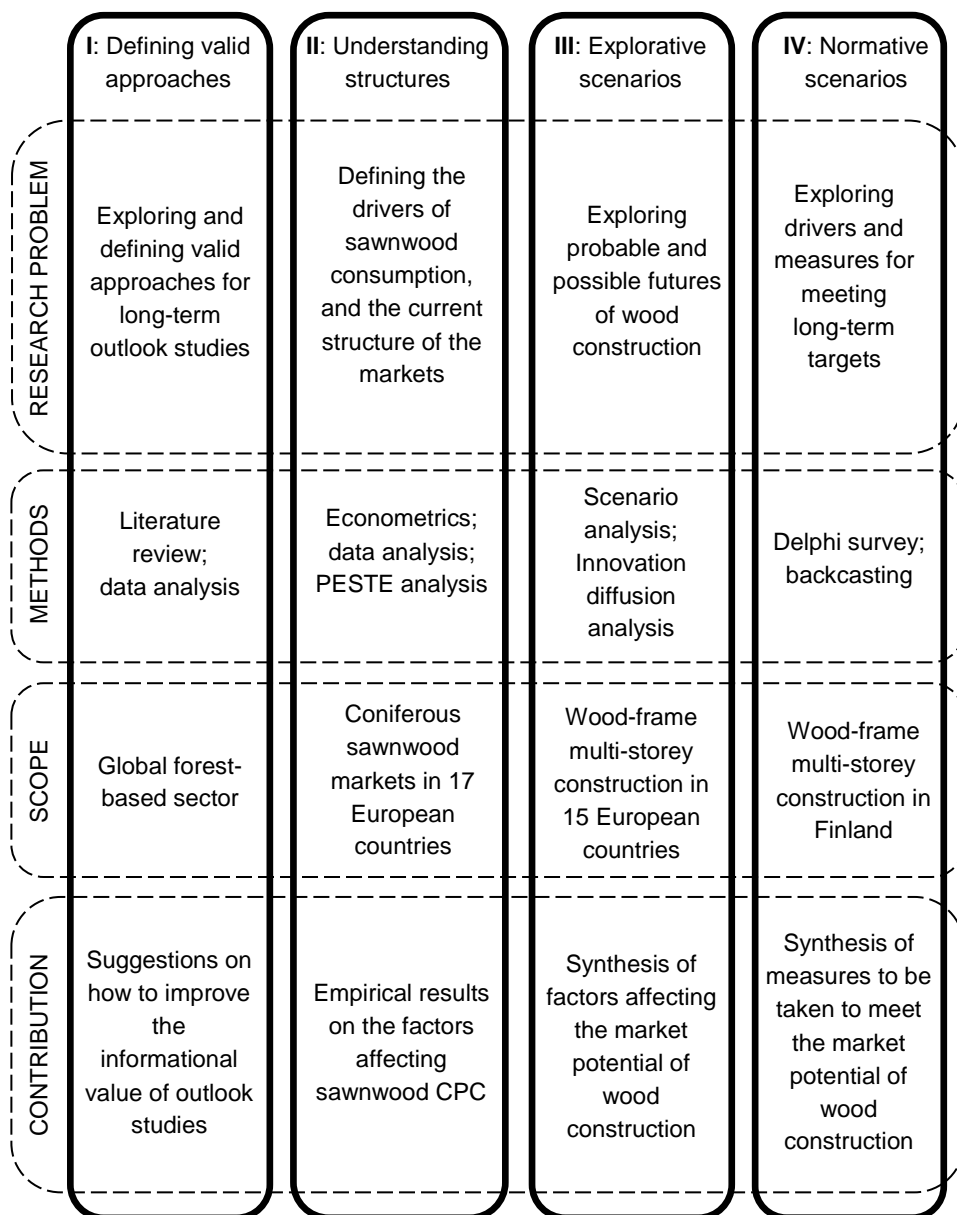 I: Defining valid
approaches
II: Understanding
structures
III: Explorative
scenarios
IV: Normative
scenarios
RESEARCH PROBLEM
Exploring and
defining valid
approaches for
long-term
outlook studies
Defining the
drivers of
sawnwood
consumption,
and the current
structure of the
markets
Exploring
probable and
possible futures
of wood
construction
Exploring
drivers and
measures for
meeting
long-term
targets
METHODS
Literature
review;
data analysis
Econometrics;
data analysis;
PESTE analysis
Scenario
analysis;
Innovation
diffusion
analysis
Delphi survey;
backcasting
SCOPE
Global forest-
based sector
Coniferous
sawnwood
markets in 17
European
countries
Wood-frame
multi-storey
construction in
15 European
countries
Wood-frame
multi-storey
construction in
Finland
CONTRIBUTION
Suggestions on
how to improve
the
informational
value of outlook
studies
Empirical results
on the factors
affecting
sawnwood CPC
Synthesis of
factors affecting
the market
potential of
wood
construction
Synthesis of
measures to be
taken to meet
the market
potential of
wood
construction